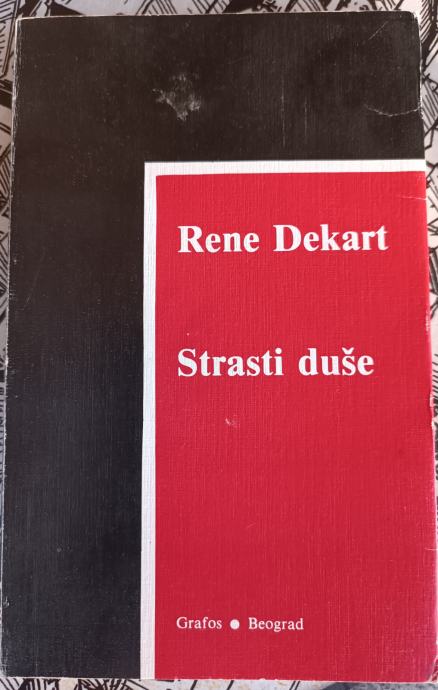 Rene Dekart
Strasti duše
Grafos ● Beograd